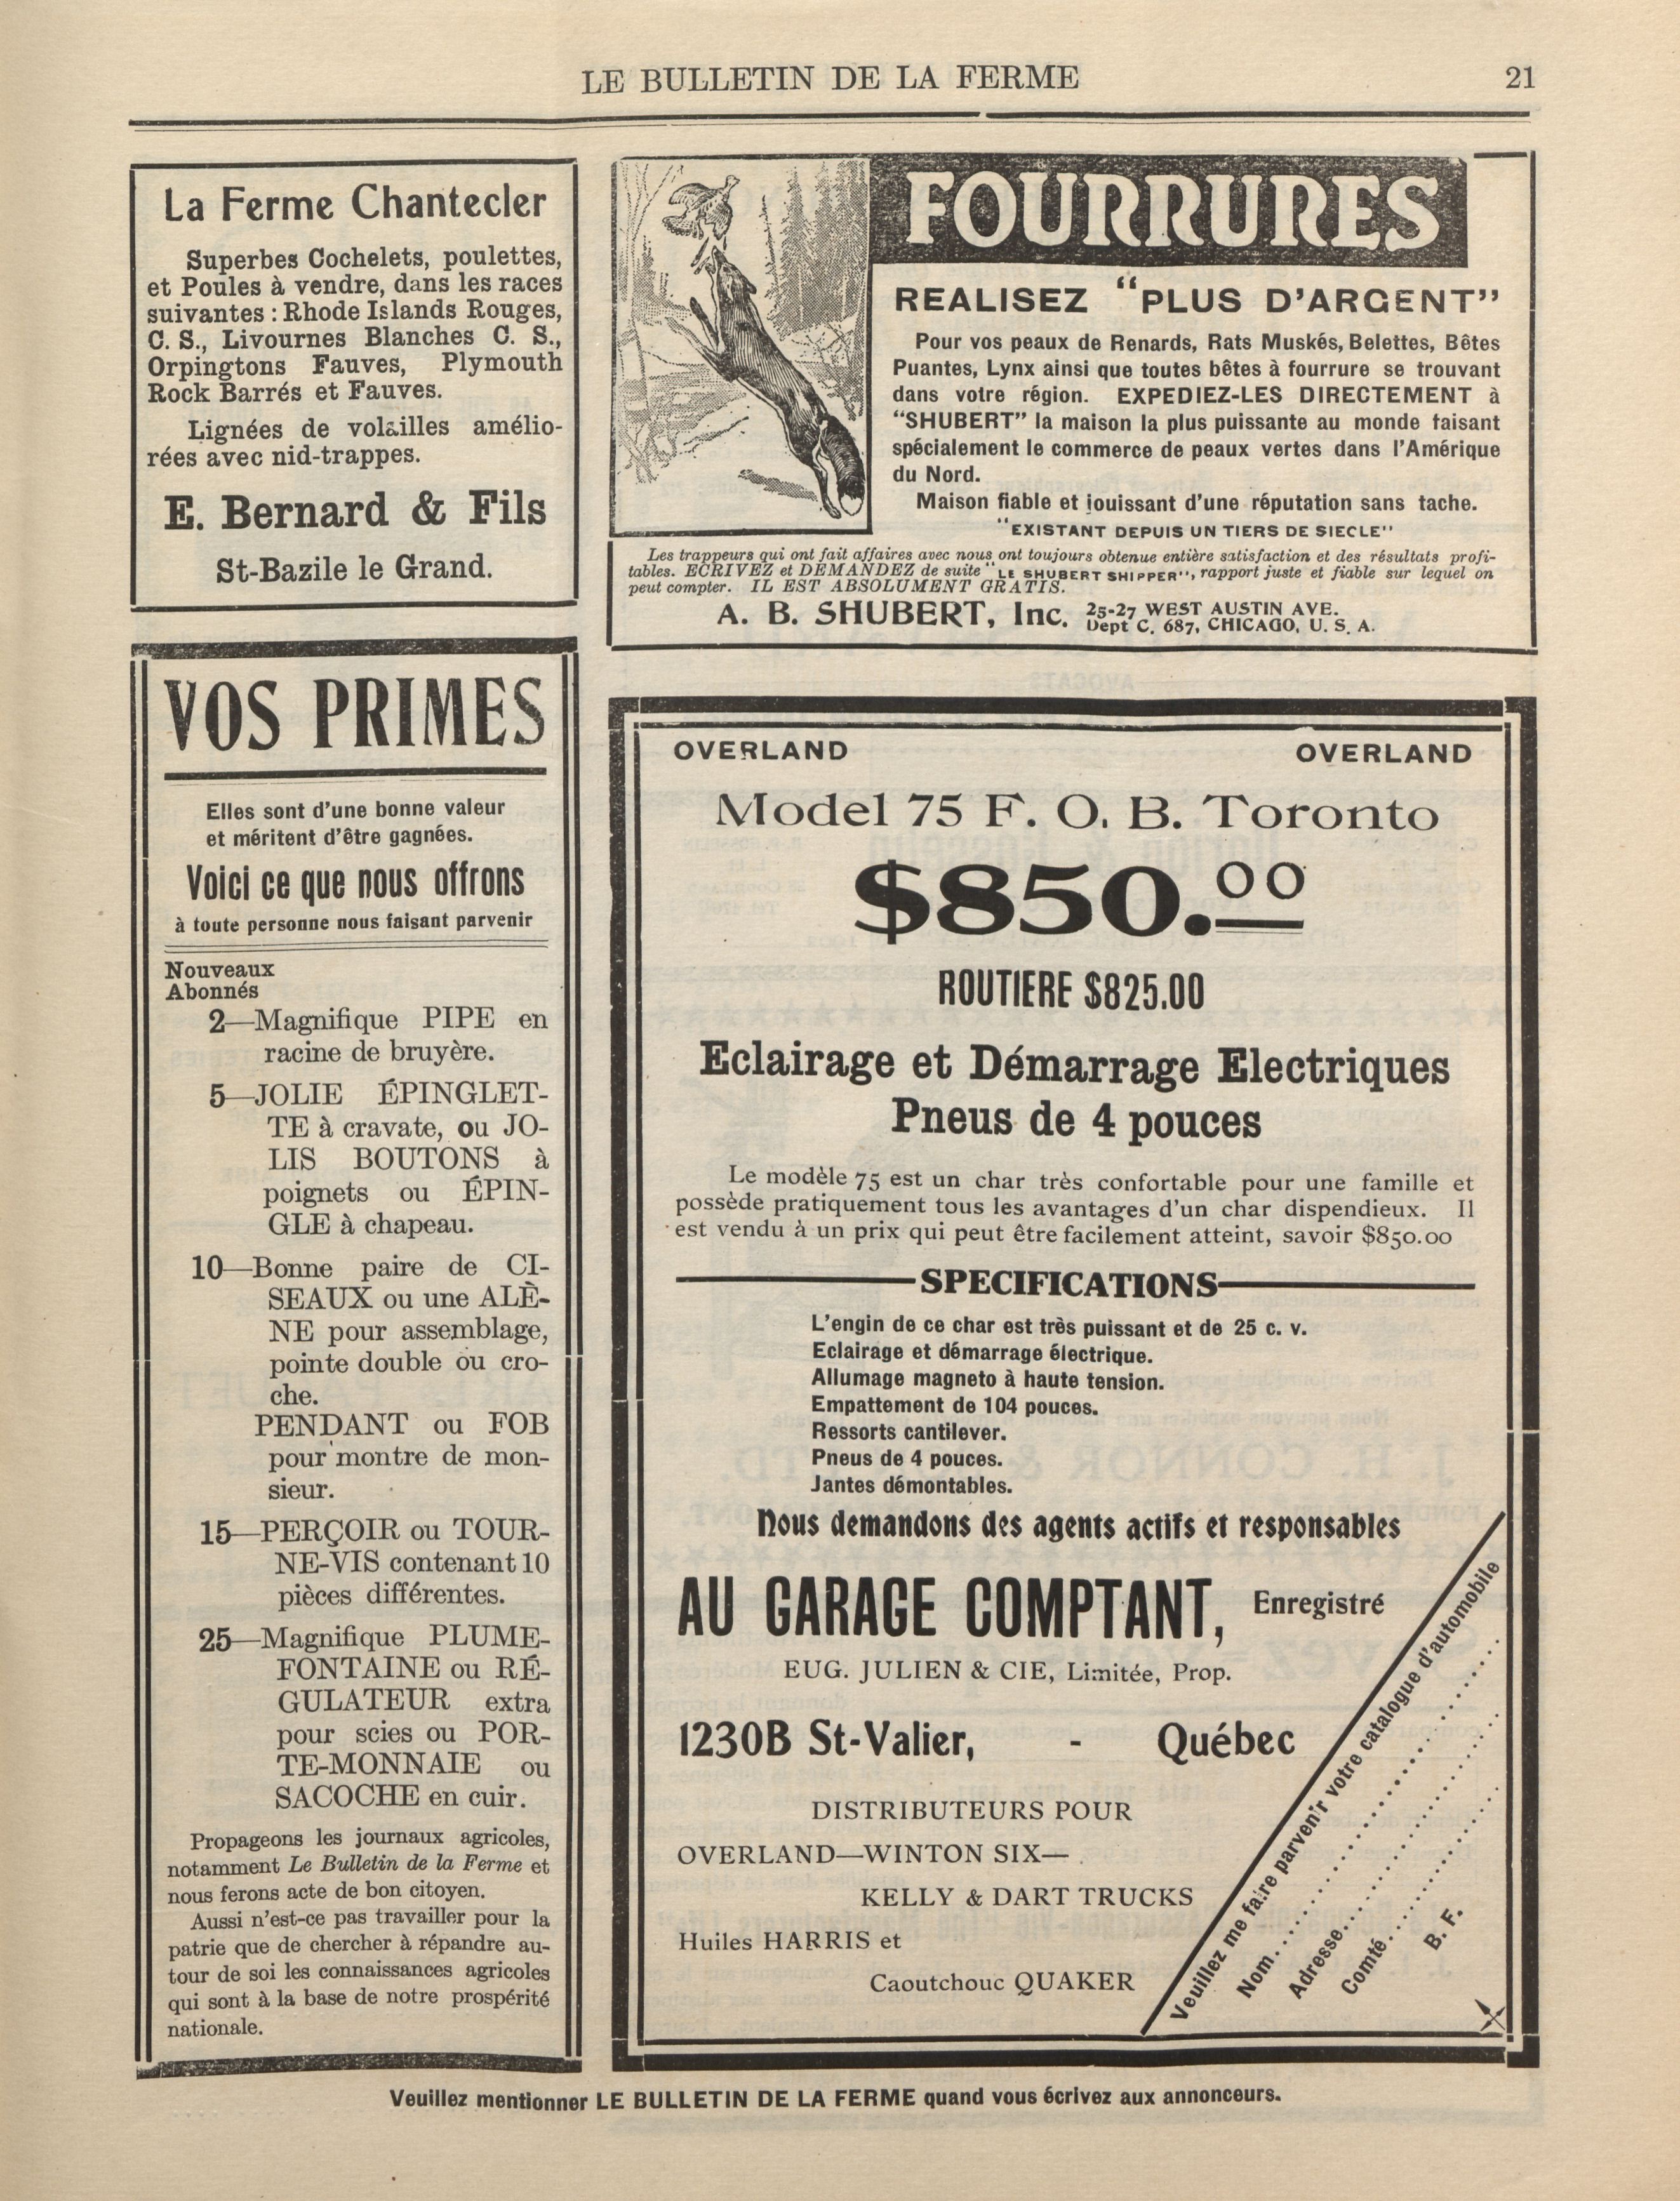 LE BULLETIN DE LA FERME
21
La Ferme Chantecler
Superbes Cochelets, poulettes,
et Poules à vendre, dans les races
suivantes : Rhode Islands Rouges,
C. S., Livournes Blanches C. S.,
Orpingtons Fauves, Plymouth
Rock Barrés et Fauves.
Lignées de volailles amélio-
rées avec nid-trappes.
E. Bernard & Fils
St-Bazile le Grand.
VOS PRIMES
Elles sont d'une bonne valeur
et méritent d'être gagnées.
Voici ce que nous offrons
à toute personne nous faisant parvenir
Nouveaux
Abonnés
2—Magnifique PIPE en
racine de bruyère.
5—JOLIE ÉPINGLET-
TE à cravate, ou JO-
LIS BOUTONS à
poignets ou ÉPIN-
GLE à chapeau.
10—Bonne paire de CI-
SEAUX ou une ALÈ-
NE pour assemblage,
pointe double ou cro-
che.
PENDANT ou FOB
pour montre de mon-
sieur.
15—PERÇOIR ou TOUR-
NE-VIS contenant 10
pièces différentes.
25—Magnifique PLUME-
FONTAINE ou RÉ-
GULATEUR extra
pour scies ou POR-
TE-MONNAIE ou
SACOCHE en cuir.
Propageons les journaux agricoles,
notamment Le Bulletin de la Ferme et
nous ferons acte de bon citoyen.
Aussi n'est-ce pas travailler pour la
patrie que de chercher à répandre au-
tour de soi les connaissances agricoles
qui sont à la base de notre prospérité
nationale.
FOURRURES
REALISEZ "PLUS D'ARGENT"
Pour vos peaux de Renards, Rats Muskés, Belettes, Bêtes
Puantes, Lynx ainsi que toutes bêtes à fourrure se trouvant
dans votre région. EXPEDIEZ-LES DIRECTEMENT à
"SHUBERT" la maison la plus puissante au monde faisant
spécialement le commerce de peaux vertes dans l'Amérique
du Nord.
Maison fiable et jouissant d'une réputation sans tache.
"EXISTANT DEPUIS UN TIERS DE SIECLE"
Les trappeurs qui ont fait affaires avec nous ont toujours obtenue entière satisfaction et des résultats profi-
tables. ECRIVEZ et DEMANDEZ de suite "LE SHUBERT SHIPPER", rapport juste et fiable sur lequel on
peut compter. IL EST ABSOLUMENT GRATIS.
A. B. SHUBERT, Inc. 25-27 WEST AUSTIN AVE.
Dept C. 687, CHICAGO, U. S. A.
OVERLAND OVERLAND
Model 75 F. O. B. Toronto
$850.00
ROUTIERE $825.00
Eclairage et Démarrage Electriques
Pneus de 4 pouces
Le modèle 75 est un char très confortable pour une famille et
possède pratiquement tous les avantages d'un char dispendieux. Il
est vendu à un prix qui peut être facilement atteint, savoir $850.00
SPECIFICATIONS
L'engin de ce char est très puissant et de 25 c. v.
Eclairage et démarrage électrique.
Allumage magneto à haute tension.
Empattement de 104 pouces.
Ressorts cantilever.
Pneus de 4 pouces.
Jantes démontables.
Nous demandons des agents actifs et responsables
AU GARAGE COMPTANT, Enregistré
EUG. JULIEN & CIE, Limitée, Prop.
1230B St-Valier, - Québec
DISTRIBUTEURS POUR
OVERLAND—WINTON SIX—
KELLY & DART TRUCKS
Huiles HARRIS et
Caoutchouc QUAKER
Veuillez me faire parvenir votre catalogue d'automobile
Nom
Adresse
Comté
B. F.
Veuillez mentionner LE BULLETIN DE LA FERME quand vous écrivez aux annonceurs.